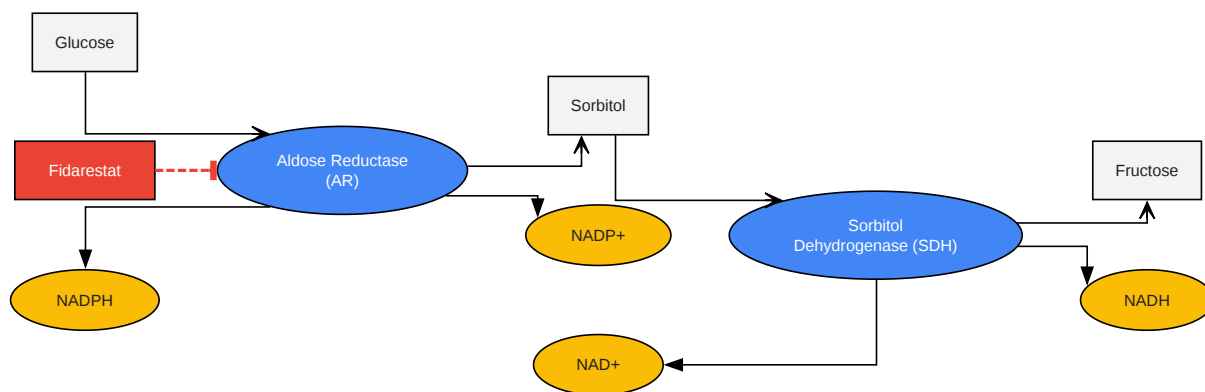 Glucose
Sorbitol
Fidarestat
Aldose Reductase
(AR)
Fructose
Sorbitol
Dehydrogenase (SDH)
NADP+
NADPH
NADH
NAD+